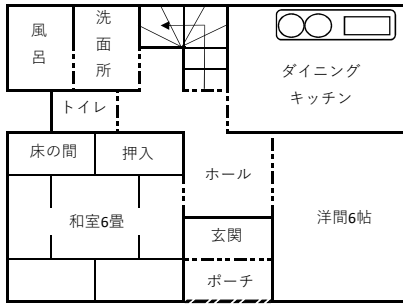 風呂
洗面所
ダイニング
キッチン
トイレ
床の間
押入
ホール
和室6畳
洋間6帖
玄関
ポーチ